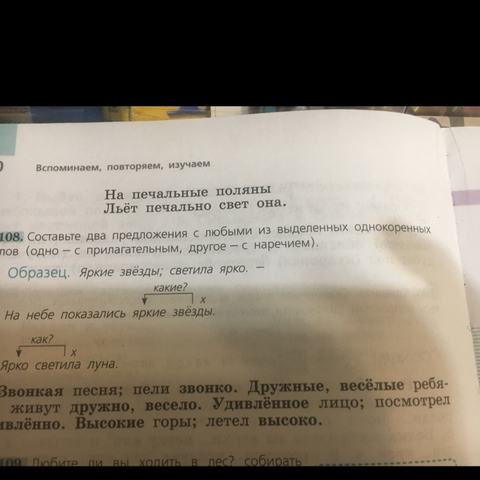 Вспоминаем, повторяем, изучаем
На печальные поляны
Льёт печально свет она.
108. Составьте два предложения с любыми из выделенных однокоренных
лов (одно – с прилагательным, другое – с наречием).
Образец. Яркие звёзды; светила ярко. –
какие?
х
На небе показались яркие звёзды.
как?
х
Ярко светила луна.
Звонкая песня; пели звонко. Дружные, весёлые ребя-
живут дружно, весело. Удивлённое лицо; посмотрел
ивлённо. Высокие горы; летел высоко.
109. Любите ли вы ходить в лес? собирать